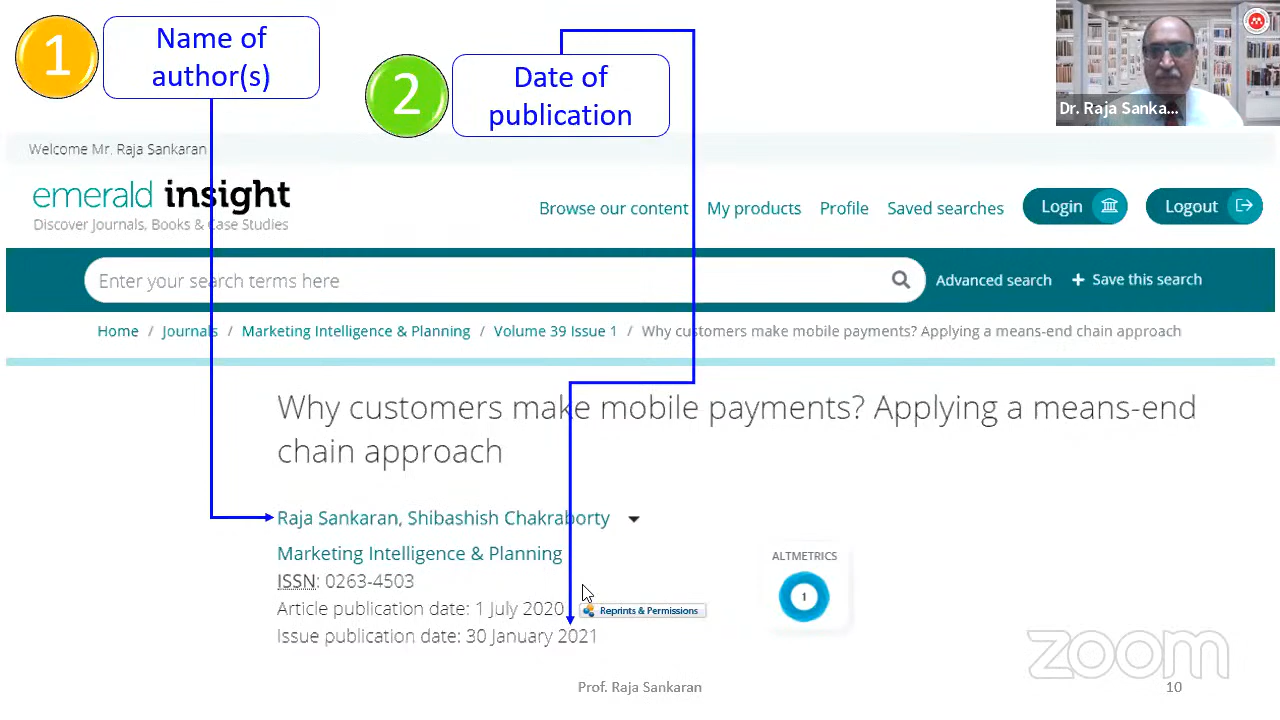 1
Name of
author(s)
2
Date of
publication
Dr. Raja Sanka...
Welcome Mr. Raja Sankaran
emerald insight
Discover Journals, Books & Case Studies
Browse our content
My products
Profile
Saved searches
Login
Logout
Enter your search terms here
Advanced search
+ Save this search
Home / Journals / Marketing Intelligence & Planning / Volume 39 Issue 1 / Why customers make mobile payments? Applying a means-end chain approach
Why customers make mobile payments? Applying a means-end
chain approach
Raja Sankaran, Shibashish Chakraborty
Marketing Intelligence & Planning
ISSN: 0263-4503
Article publication date: 1 July 2020
Reprints & Permissions
Issue publication date: 30 January 2021
ALTMETRICS
1
zoom
Prof. Raja Sankaran
10